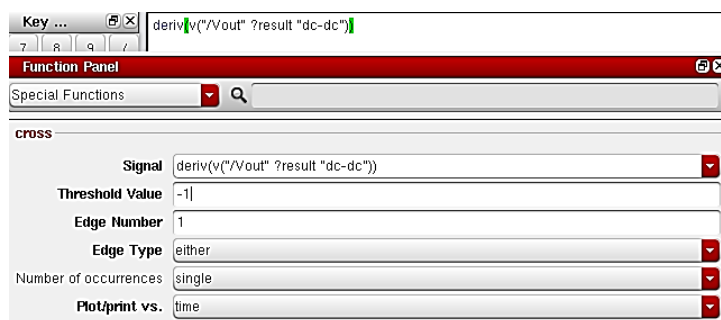 Key ...
deriv(v("/Vout" ?result "dc-dc"))
7 8 9 /
Function Panel
Special Functions
cross
Signal deriv(v("/Vout" ?result "dc-dc"))
Threshold Value -1
Edge Number 1
Edge Type either
Number of occurrences single
Plot/print vs. time